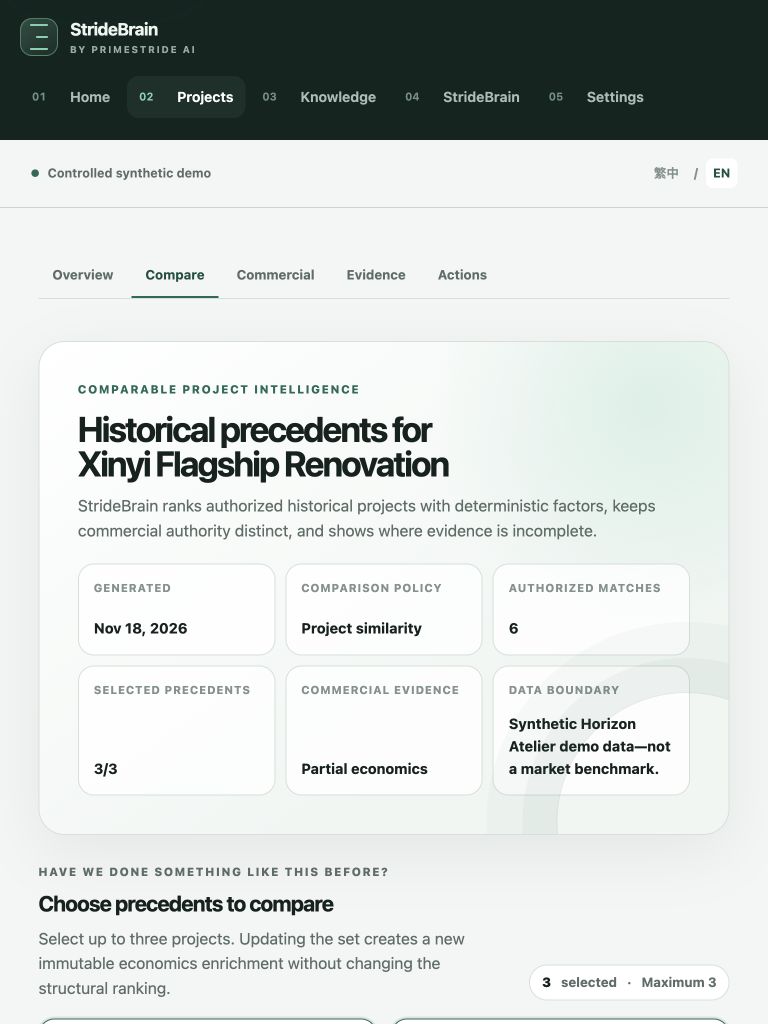 StrideBrain
BY PRIMESTRIDE AI
01 Home 02 Projects 03 Knowledge 04 StrideBrain 05 Settings
Controlled synthetic demo
繁中 / EN
Overview Compare Commercial Evidence Actions
COMPARABLE PROJECT INTELLIGENCE
Historical precedents for
Xinyi Flagship Renovation
StrideBrain ranks authorized historical projects with deterministic factors, keeps
commercial authority distinct, and shows where evidence is incomplete.
GENERATED
Nov 18, 2026
COMPARISON POLICY
Project similarity
AUTHORIZED MATCHES
6
SELECTED PRECEDENTS
3/3
COMMERCIAL EVIDENCE
Partial economics
DATA BOUNDARY
Synthetic Horizon
Atelier demo data—not
a market benchmark.
HAVE WE DONE SOMETHING LIKE THIS BEFORE?
Choose precedents to compare
Select up to three projects. Updating the set creates a new
immutable economics enrichment without changing the
structural ranking.
3 selected · Maximum 3